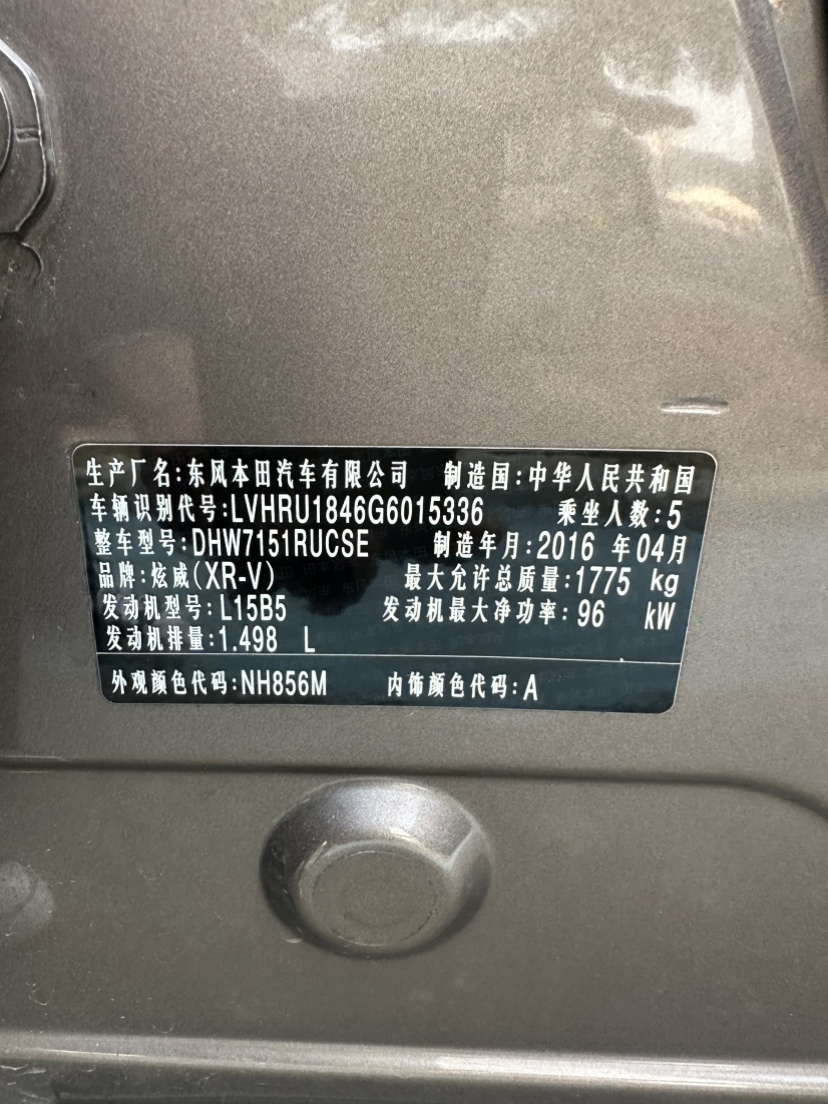 生产厂名:东风本田汽车有限公司 制造国:中华人民共和国
车辆识别代号:LVHRU1846G6015336 乘坐人数:5
整车型号:DHW7151RUCSE 制造年月:2016 年04月
品牌:炫威(XR-V) 最大允许总质量:1775 kg
发动机型号:L15B5 发动机最大净功率:96 kW
发动机排量:1.498 L
外观颜色代码:NH856M 内饰颜色代码:A